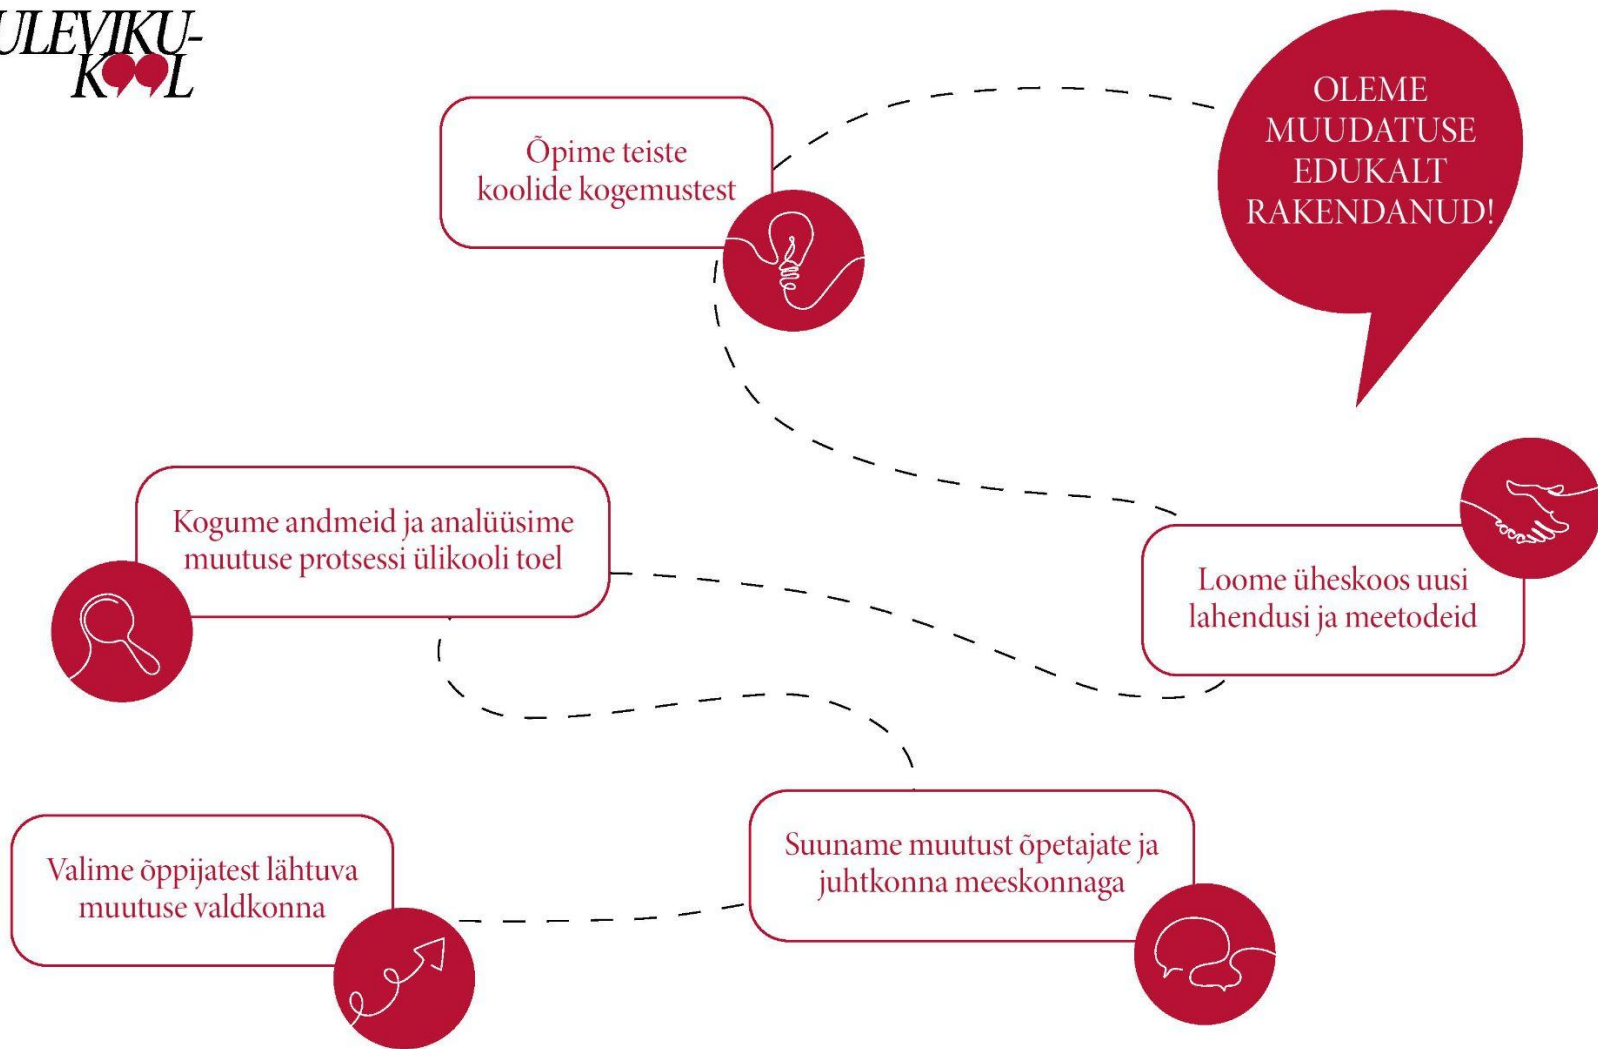 ULEVIKU-
KOOL
OLEME
MUUDATUSE
EDUKALT
RAKENDANUD!
Õpime teiste
koolide kogemustest
Kogume andmeid ja analüüsime
muutuse protsessi ülikooli toel
Loome üheskoos uusi
lahendusi ja meetodeid
Valime õppijatest lähtuva
muutuse valdkonna
Suuname muutust õpetajate ja
juhtkonna meeskonnaga